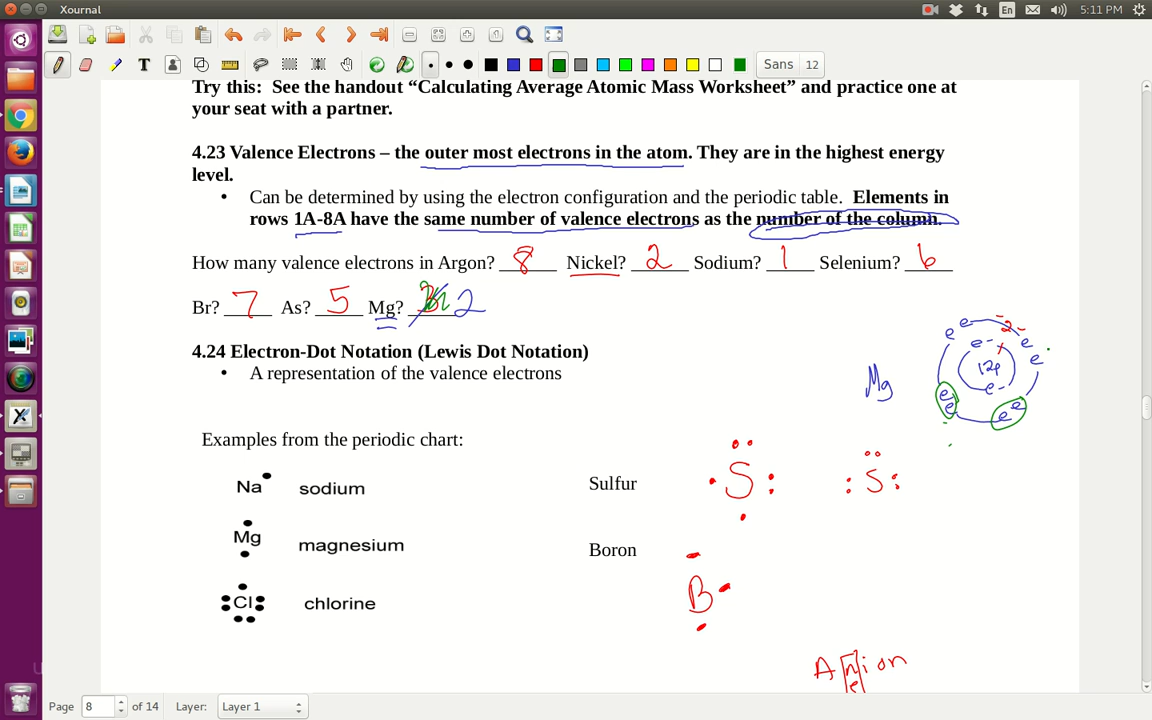 Xournal
En
5:11 PM
T
Sans 12
Try this: See the handout “Calculating Average Atomic Mass Worksheet” and practice one at
your seat with a partner.
4.23 Valence Electrons – the outer most electrons in the atom. They are in the highest energy
level.
• Can be determined by using the electron configuration and the periodic table. Elements in
rows 1A-8A have the same number of valence electrons as the number of the column.
How many valence electrons in Argon? 8 Nickel? 2 Sodium? 1 Selenium? 6
Br? 7 As? 5 Mg? 2
4.24 Electron-Dot Notation (Lewis Dot Notation)
• A representation of the valence electrons
Mg
12p
e- e-
e e e e e e e e
Examples from the periodic chart:
Na sodium
Sulfur S S
Mg magnesium
Boron
B
Cl chlorine
Anion
Page 8 of 14 Layer: Layer 1